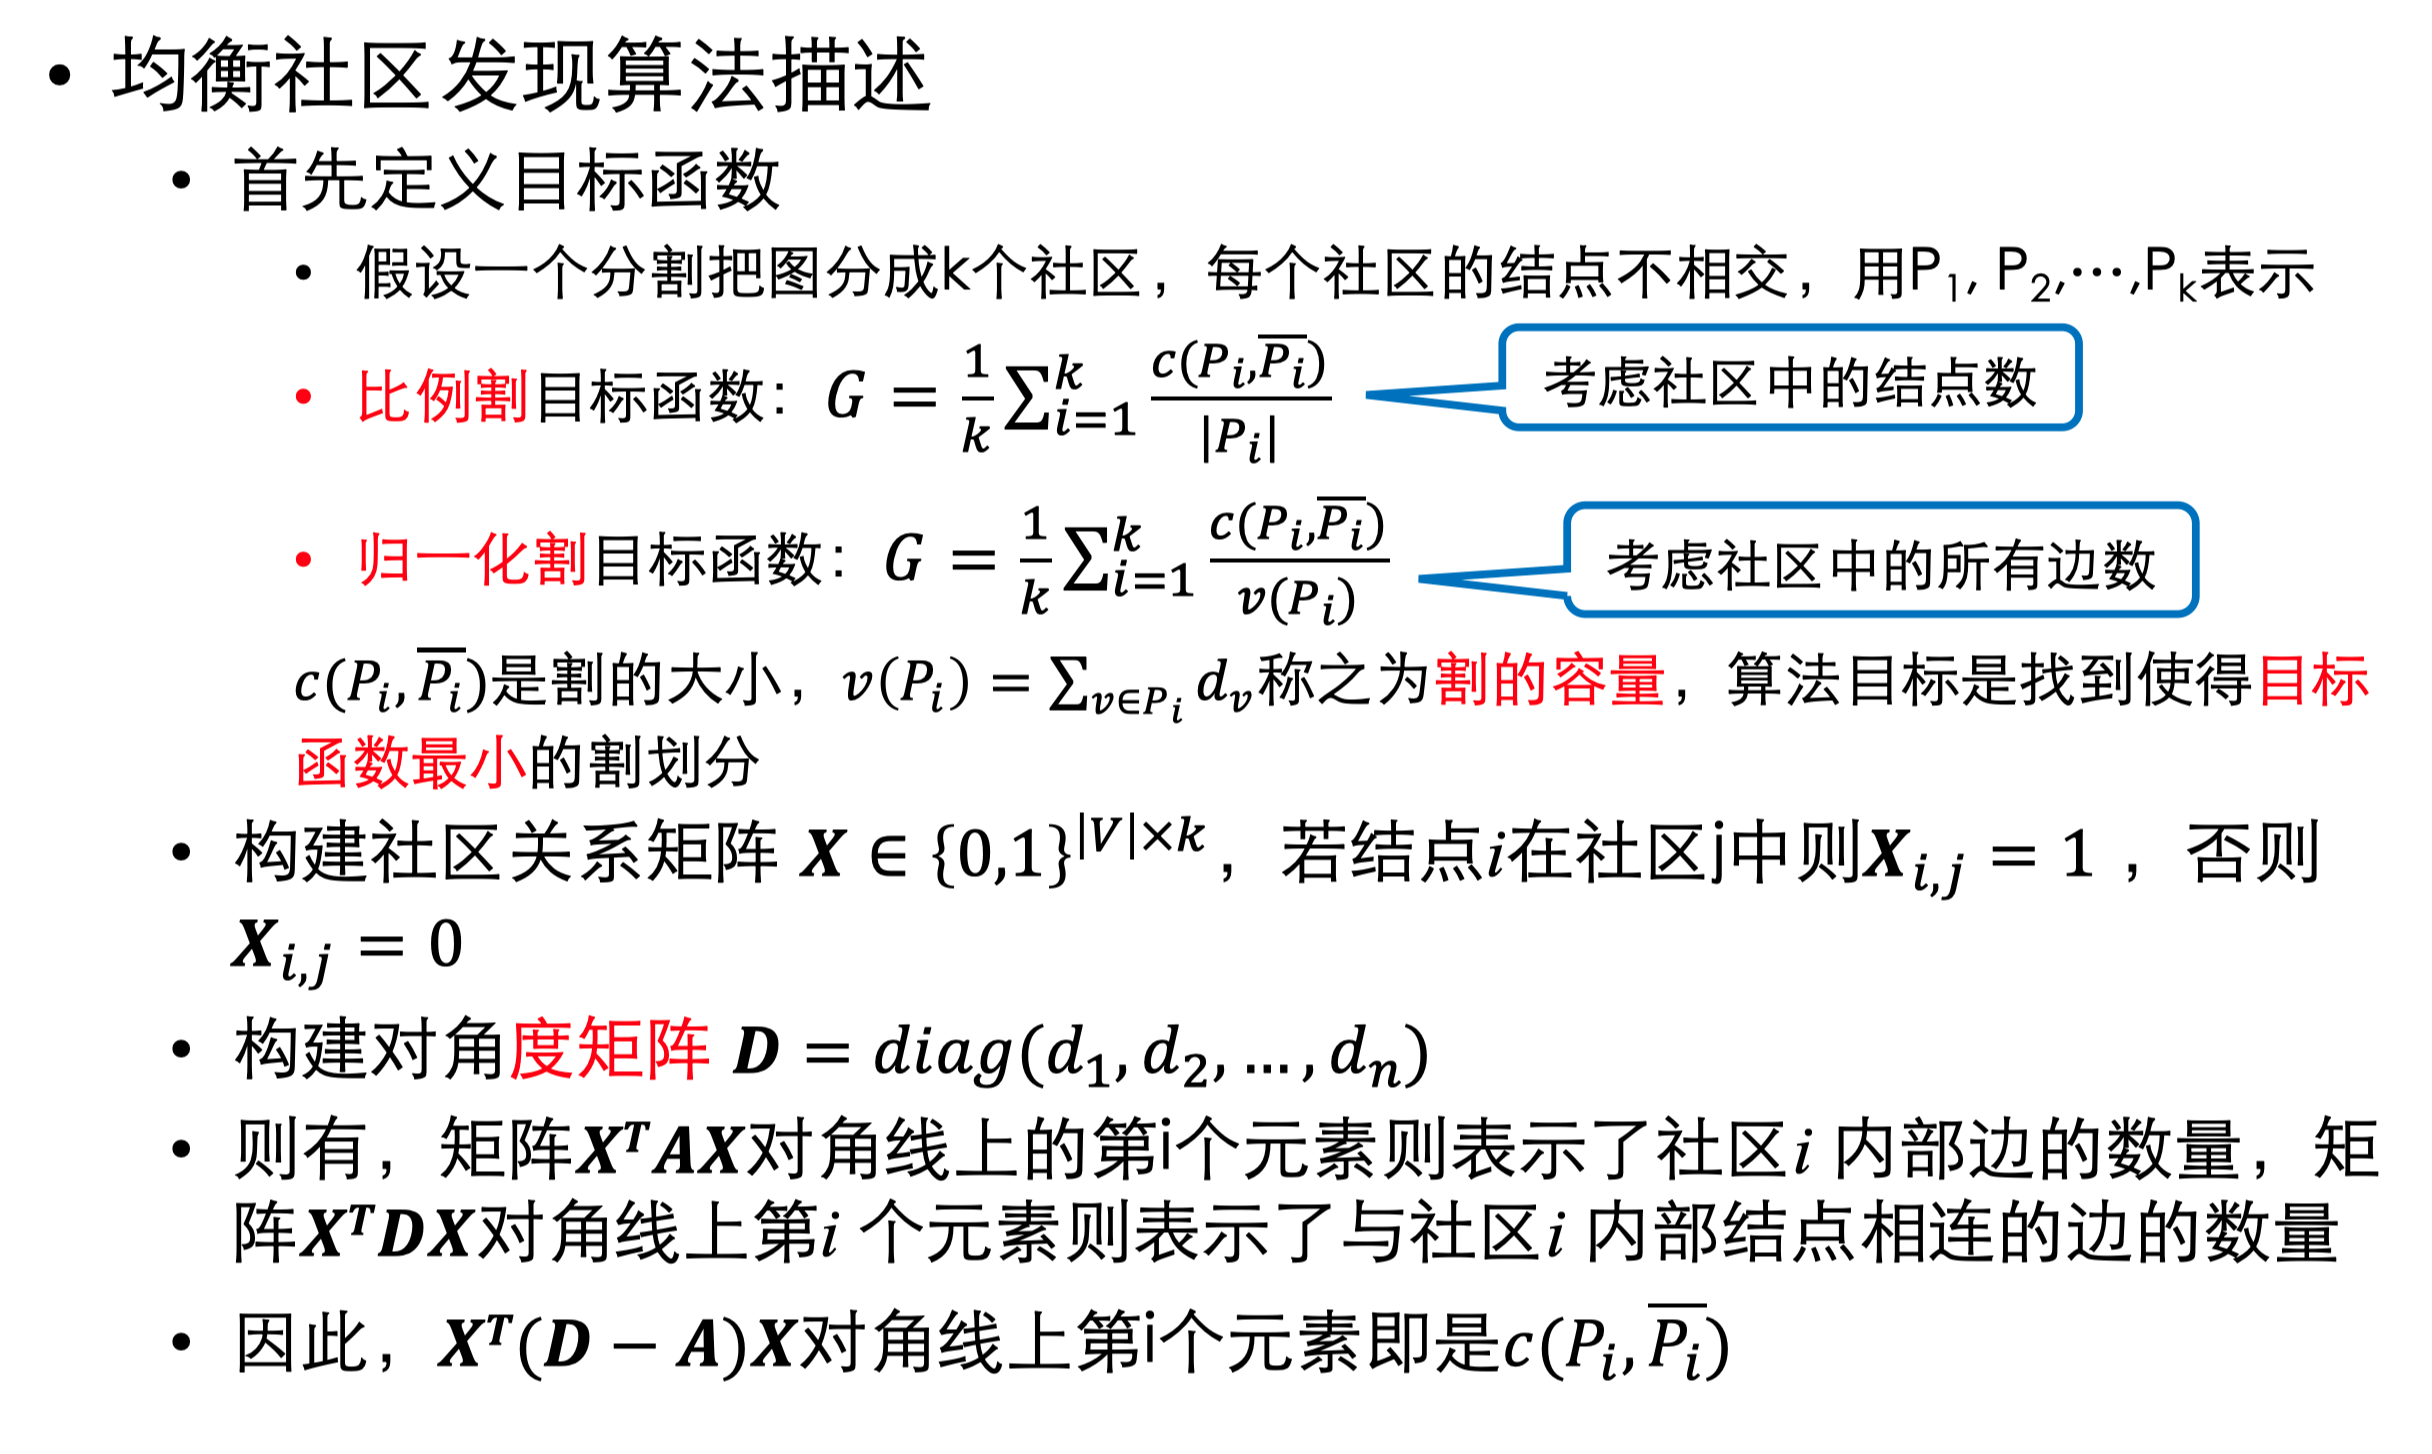 • 均衡社区发现算法描述
• 首先定义目标函数
• 假设一个分割把图分成k个社区，每个社区的结点不相交，用P₁, P₂,⋯,Pₖ表示
• 比例割目标函数：$G = \frac{1}{k}\sum_{i=1}^{k}\frac{c(P_i,\overline{P_i})}{|P_i|}$ 考虑社区中的结点数
• 归一化割目标函数：$G = \frac{1}{k}\sum_{i=1}^{k}\frac{c(P_i,\overline{P_i})}{v(P_i)}$ 考虑社区中的所有边数
$c(P_i,\overline{P_i})$是割的大小，$v(P_i) = \sum_{v\in P_i} d_v$称之为割的容量，算法目标是找到使得目标
函数最小的割划分
• 构建社区关系矩阵 $\boldsymbol{X} \in \{0,1\}^{|V|\times k}$，若结点$i$在社区j中则$\boldsymbol{X}_{i,j} = 1$，否则
$\boldsymbol{X}_{i,j} = 0$
• 构建对角度矩阵 $\boldsymbol{D} = diag(d_1, d_2, \ldots, d_n)$
• 则有，矩阵$\boldsymbol{X^TAX}$对角线上的第i个元素则表示了社区$i$ 内部边的数量，矩
阵$\boldsymbol{X^TDX}$对角线上第$i$ 个元素则表示了与社区$i$ 内部结点相连的边的数量
• 因此，$\boldsymbol{X^T(D-A)X}$对角线上第i个元素即是$c(P_i,\overline{P_i})$